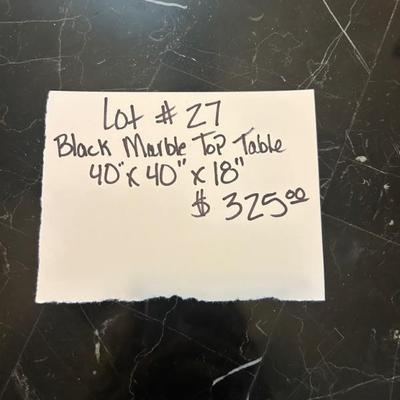 Lot # 27
Black Marble Top Table
40" x 40" x 18"
$ 325.00